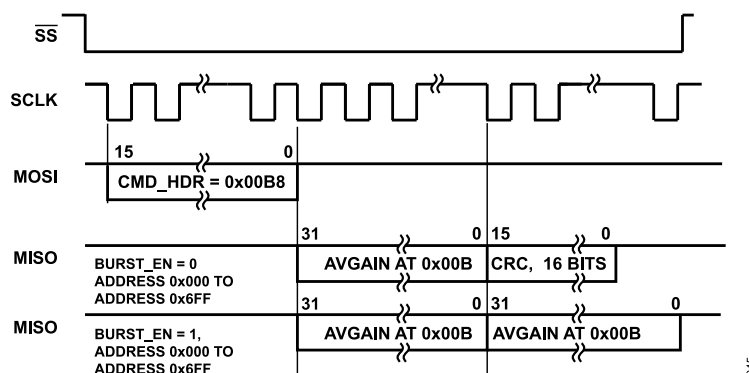 SS
SCLK
15 0
MOSI
CMD_HDR = 0x00B8
31 0 15 0
MISO
BURST_EN = 0
ADDRESS 0x000 TO
ADDRESS 0x6FF
AVGAIN AT 0x00B CRC, 16 BITS
31 0 31 0
MISO
BURST_EN = 1,
ADDRESS 0x000 TO
ADDRESS 0x6FF
AVGAIN AT 0x00B AVGAIN AT 0x00B